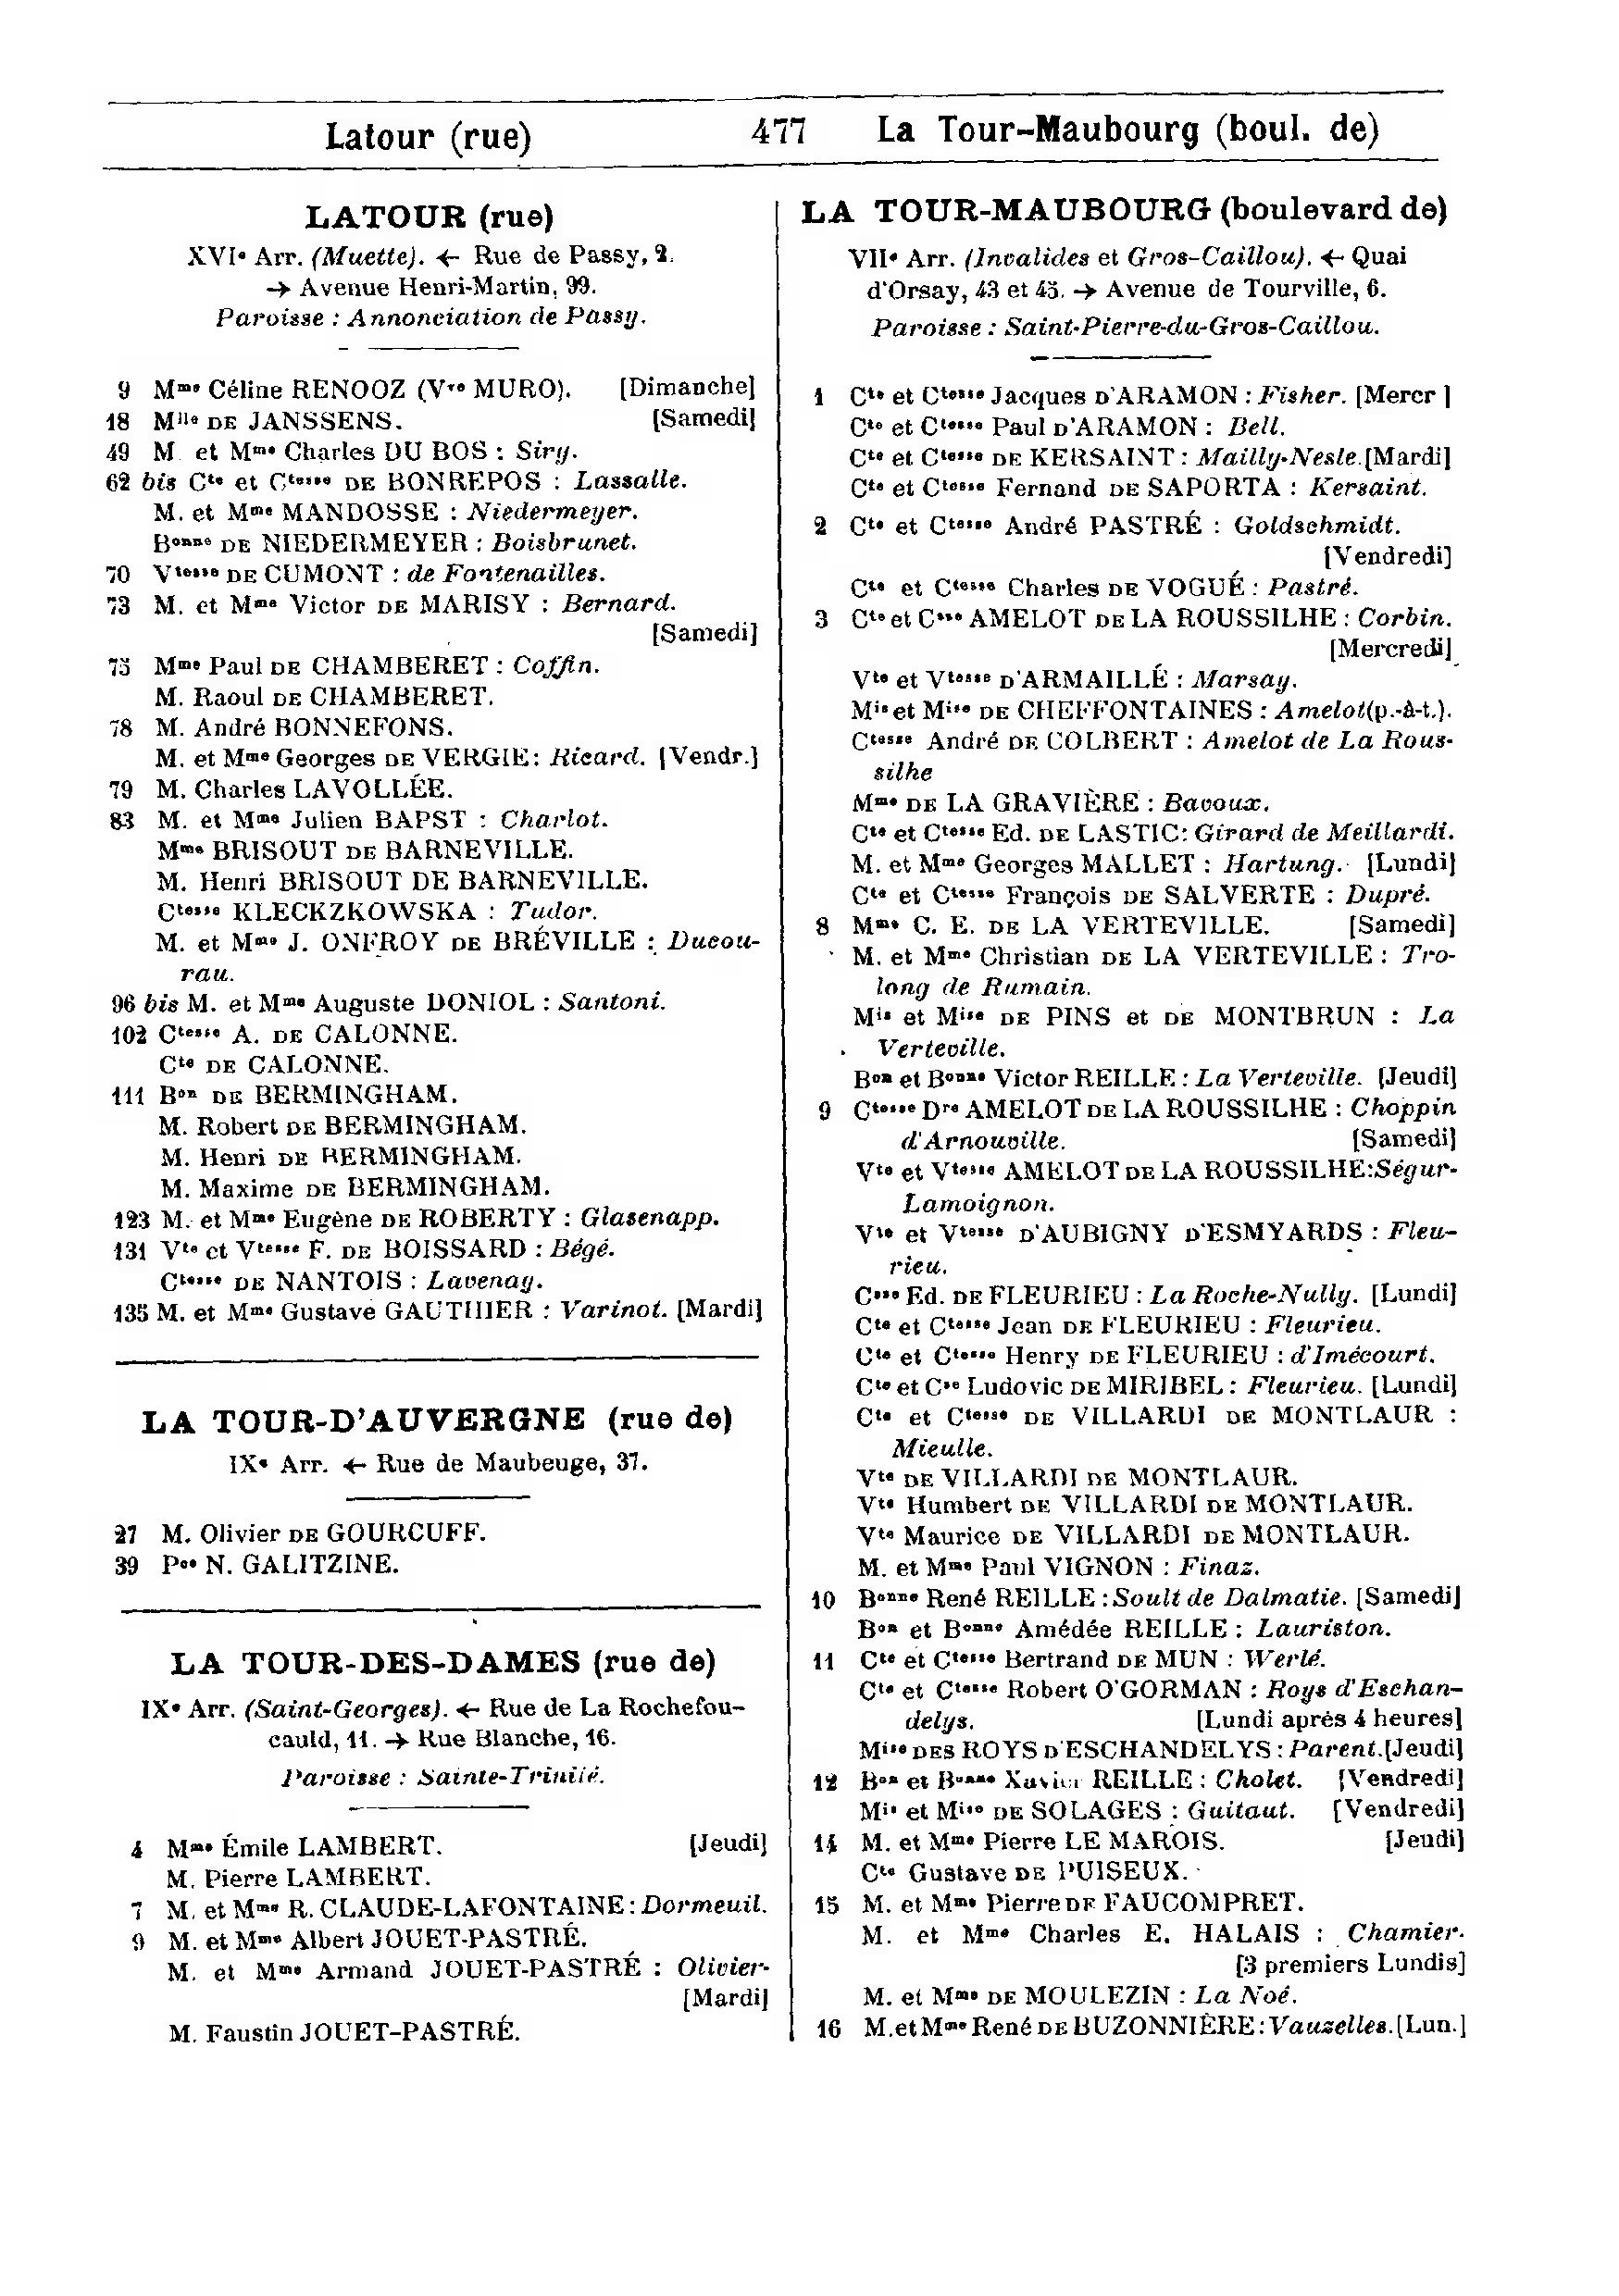 Latour (rue) 477 La Tour-Maubourg (boul. de)
LATOUR (rue)
XVIe Arr. (Muette). ← Rue de Passy, 2.
→ Avenue Henri-Martin, 99.
Paroisse : Annonciation de Passy.
9 Mme Céline RENOOZ (Vve MURO). [Dimanche]
18 Mlle DE JANSSENS. [Samedi]
49 M et Mme Charles DU BOS : Siry.
62 bis Cte et Ctesse DE BONREPOS : Lassalle.
M. et Mme MANDOSSE : Niedermeyer.
Bonne DE NIEDERMEYER : Boisbrunet.
70 Vtesse DE CUMONT : de Fontenailles.
73 M. et Mme Victor DE MARISY : Bernard.
[Samedi]
75 Mme Paul DE CHAMBERET : Coffin.
M. Raoul DE CHAMBERET.
78 M. André BONNEFONS.
M. et Mme Georges DE VERGIE : Ricard. [Vendr.]
79 M. Charles LAVOLLÉE.
83 M. et Mme Julien BAPST : Charlot.
Mme BRISOUT DE BARNEVILLE.
M. Henri BRISOUT DE BARNEVILLE.
Ctesse KLECKZKOWSKA : Tudor.
M. et Mme J. ONFROY DE BRÉVILLE : Ducou-
rau.
96 bis M. et Mme Auguste DONIOL : Santoni.
102 Ctesse A. DE CALONNE.
Cte DE CALONNE.
111 Bon DE BERMINGHAM.
M. Robert DE BERMINGHAM.
M. Henri DE BERMINGHAM.
M. Maxime DE BERMINGHAM.
123 M. et Mme Eugène DE ROBERTY : Glasenapp.
131 Vte et Vtesse F. DE BOISSARD : Bégé.
Ctesse DE NANTOIS : Lavenay.
135 M. et Mme Gustave GAUTHIER : Varinot. [Mardi]
LA TOUR-D'AUVERGNE (rue de)
IXe Arr. ← Rue de Maubeuge, 37.
27 M. Olivier DE GOURCUFF.
39 Pce N. GALITZINE.
LA TOUR-DES-DAMES (rue de)
IXe Arr. (Saint-Georges). ← Rue de La Rochefou-
cauld, 11. → Rue Blanche, 16.
Paroisse : Sainte-Trinité.
4 Mme Émile LAMBERT. [Jeudi]
M. Pierre LAMBERT.
7 M. et Mme R. CLAUDE-LAFONTAINE : Dormeuil.
9 M. et Mme Albert JOUET-PASTRÉ.
M. et Mme Armand JOUET-PASTRÉ : Olivier.
[Mardi]
M. Faustin JOUET-PASTRÉ.
LA TOUR-MAUBOURG (boulevard de)
VIIe Arr. (Invalides et Gros-Caillou). ← Quai
d'Orsay, 43 et 45. → Avenue de Tourville, 6.
Paroisse : Saint-Pierre-du-Gros-Caillou.
1 Cte et Ctesse Jacques D'ARAMON : Fisher. [Mercr]
Cte et Ctesse Paul D'ARAMON : Bell.
Cte et Ctesse DE KERSAINT : Mailly-Nesle. [Mardi]
Cte et Ctesse Fernand DE SAPORTA : Kersaint.
2 Cte et Ctesse André PASTRÉ : Goldschmidt.
[Vendredi]
Cte et Ctesse Charles DE VOGUÉ : Pastré.
3 Cte et Csse AMELOT DE LA ROUSSILHE : Corbin.
[Mercredi]
Vte et Vtesse D'ARMAILLÉ : Marsay.
Mis et Mise DE CHEFFONTAINES : Amelot (p.-à-t.).
Ctesse André DE COLBERT : Amelot de La Rous-
silhe
Mme DE LA GRAVIÈRE : Bavoux.
Cte et Ctesse Ed. DE LASTIC : Girard de Meillardi.
M. et Mme Georges MALLET : Hartung. [Lundi]
Cte et Ctesse François DE SALVERTE : Dupré.
8 Mme C. E. DE LA VERTEVILLE. [Samedi]
M. et Mme Christian DE LA VERTEVILLE : Tro-
long de Rumain.
Mis et Mise DE PINS et DE MONTBRUN : La
Verteville.
Bon et Bonne Victor REILLE : La Verteville. [Jeudi]
9 Ctesse Dre AMELOT DE LA ROUSSILHE : Choppin
d'Arnouville. [Samedi]
Vte et Vtesse AMELOT DE LA ROUSSILHE : Ségur-
Lamoignon.
Vte et Vtesse D'AUBIGNY D'ESMYARDS : Fleu-
rieu.
Csse Ed. DE FLEURIEU : La Roche-Nully. [Lundi]
Cte et Ctesse Jean DE FLEURIEU : Fleurieu.
Cte et Ctesse Henry DE FLEURIEU : d'Imécourt.
Cte et Cse Ludovic DE MIRIBEL : Fleurieu. [Lundi]
Cte et Ctesse DE VILLARDI DE MONTLAUR :
Mieulle.
Vte DE VILLARDI DE MONTLAUR.
Vte Humbert DE VILLARDI DE MONTLAUR.
Vte Maurice DE VILLARDI DE MONTLAUR.
M. et Mme Paul VIGNON : Finaz.
10 Bonne René REILLE : Soult de Dalmatie. [Samedi]
Bon et Bonne Amédée REILLE : Lauriston.
11 Cte et Ctesse Bertrand DE MUN : Werlé.
Cte et Ctesse Robert O'GORMAN : Roys d'Eschan-
delys. [Lundi après 4 heures]
Mise DES ROYS D'ESCHANDELYS : Parent. [Jeudi]
12 Bon et Bonne Xavier REILLE : Cholet. [Vendredi]
Mis et Mise DE SOLAGES : Guitaut. [Vendredi]
14 M. et Mme Pierre LE MAROIS. [Jeudi]
Cte Gustave DE PUISEUX.
15 M. et Mme Pierre DE FAUCOMPRET.
M. et Mme Charles E. HALAIS : Chamier.
[3 premiers Lundis]
M. et Mme DE MOULEZIN : La Noé.
16 M. et Mme René DE BUZONNIÈRE : Vauzelles. [Lun.]